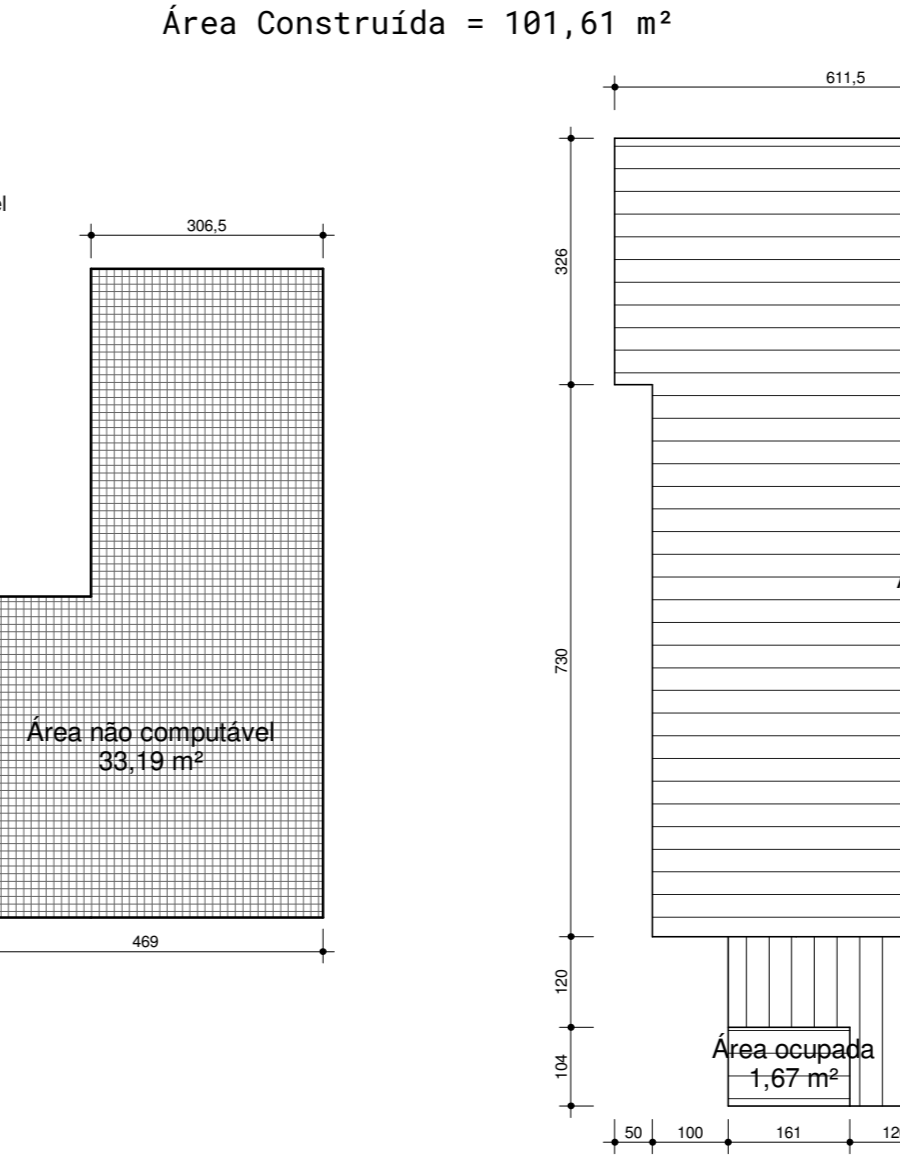 Área Construída = 101,61 m²
611,5
306,5
326
730
Área não computável
33,19 m²
469
120
104
Área ocupada
1,67 m²
50
100
161